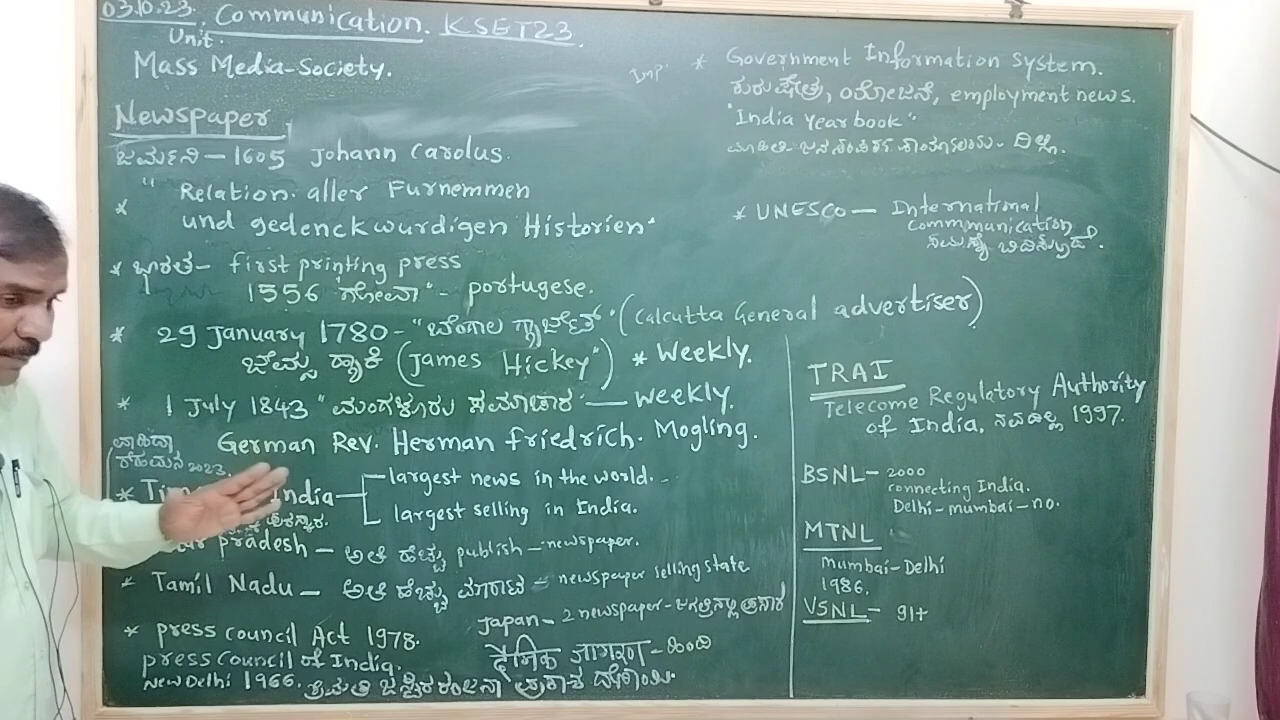 03.10.23. Communication. KSET23
Unit.
Mass Media-Society.
Newspaper
ಜರ್ಮನಿ - 1605 Johann Carolus.
" Relation. aller Furnemmen
* und gedenckwurdigen Historien.
* ಭಾರತ - first printing press
1556 "ಗೋವಾ" - portugese.
* 29 January 1780 - "ಬೆಂಗಾಲ ಗ್ಯಾಜೆಟ್" (Calcutta General advertiser)
ಜೇಮ್ಸ ಹ್ಯಾಕಿ (James Hickey") * Weekly.
* 1 July 1843 "ಮಂಗಳೂರು ಸಮಾಚಾರ" - Weekly.
German Rev. Herman friedrich. Mogling.
2023.
* India - largest news in the world.
largest selling in India.
pradesh - ಅತಿ ಹೆಚ್ಚು publish - newspaper.
* Tamil Nadu - ಅತಿ ಹೆಚ್ಚು ಮಾರಾಟ - newspaper selling state
Japan - 2 newspaper -
* press council Act 1978.
दैनिक जागरण - ಹಿಂದಿ
press Council of India.
New Delhi 1966. ಶ್ರೀಮತಿ
Imp. * Government Information System.
ಕುರುಕ್ಷೇತ್ರ, ಯೋಜನೆ, employment news.
"India Year book"
* UNESCO - International
Commmunication
TRAI
Telecome Regulatory Authority
of India, ನವದೆಹಲಿ 1997.
BSNL - 2000
connecting India.
Delhi - mumbai - no.
MTNL
mumbai - Delhi
1986.
VSNL - 91+